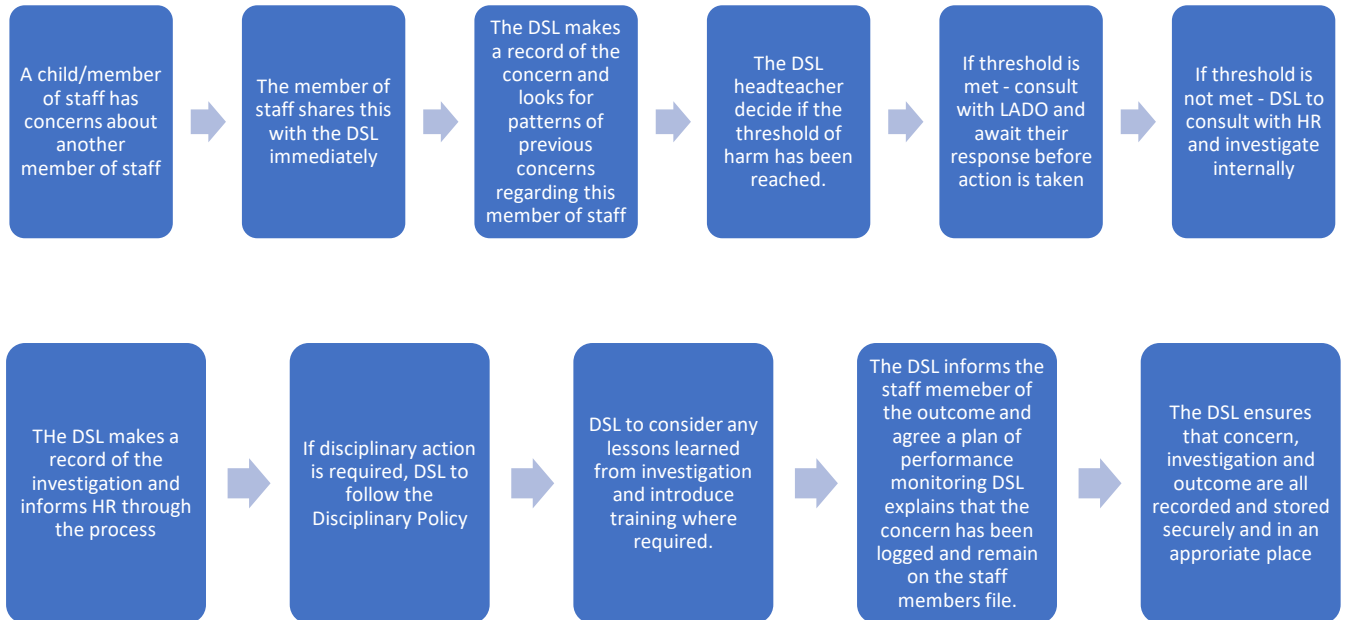 A child/member
of staff has
concerns about
another
member of staff
The member of
staff shares this
with the DSL
immediately
The DSL makes
a record of the
concern and
looks for
patterns of
previous
concerns
regarding this
member of staff
The DSL
headteacher
decide if the
threshold of
harm has been
reached.
If threshold is
met - consult
with LADO and
await their
response before
action is taken
If threshold is
not met - DSL to
consult with HR
and investigate
internally
THe DSL makes a
record of the
investigation and
informs HR through
the process
If disciplinary action
is required, DSL to
follow the
Disciplinary Policy
DSL to consider any
lessons learned
from investigation
and introduce
training where
required.
The DSL informs the
staff memeber of
the outcome and
agree a plan of
performance
monitoring DSL
explains that the
concern has been
logged and remain
on the staff
members file.
The DSL ensures
that concern,
investigation and
outcome are all
recorded and stored
securely and in an
approriate place